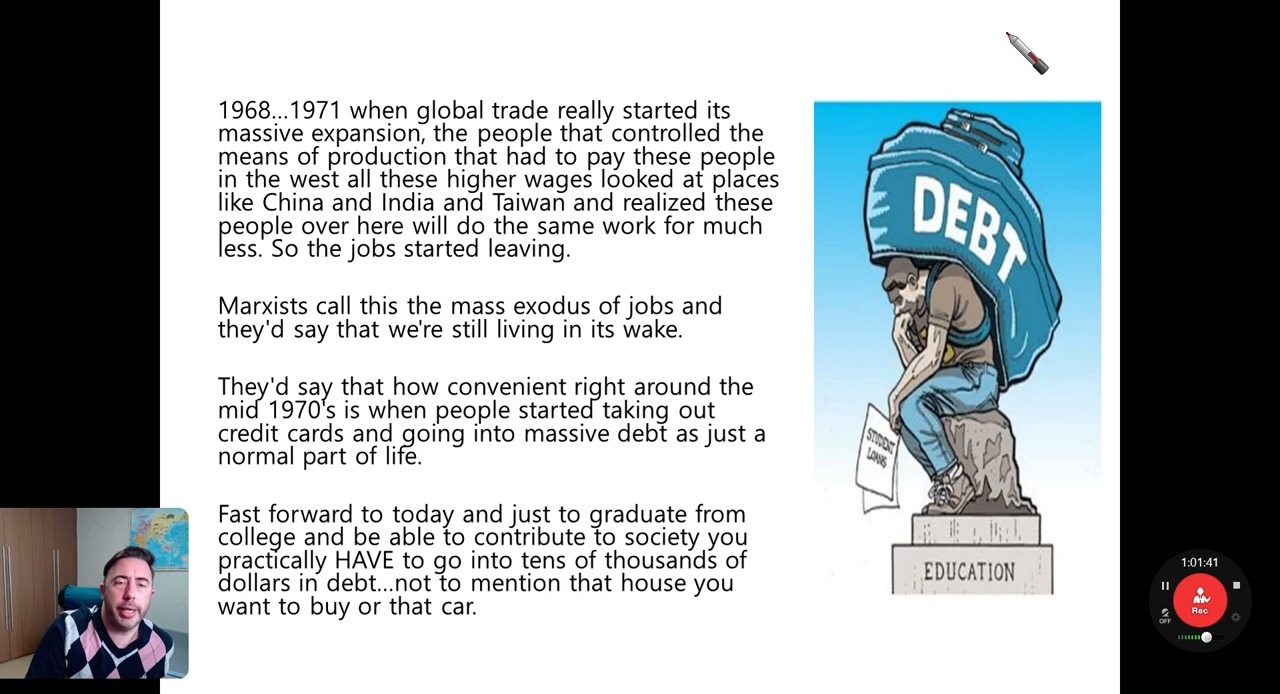 1968...1971 when global trade really started its
massive expansion, the people that controlled the
means of production that had to pay these people
in the west all these higher wages looked at places
like China and India and Taiwan and realized these
people over here will do the same work for much
less. So the jobs started leaving.
Marxists call this the mass exodus of jobs and
they'd say that we're still living in its wake.
They'd say that how convenient right around the
mid 1970's is when people started taking out
credit cards and going into massive debt as just a
normal part of life.
Fast forward to today and just to graduate from
college and be able to contribute to society you
practically HAVE to go into tens of thousands of
dollars in debt...not to mention that house you
want to buy or that car.
DEBT
STUDENT
LOANS
EDUCATION
1:01:41
Rec
OFF